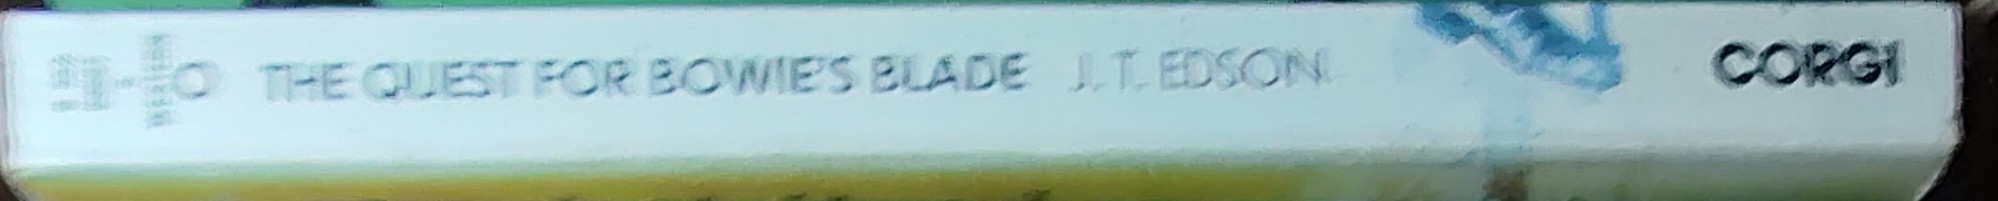 THE QUEST FOR BOWIE'S BLADE J. T. EDSON
CORGI